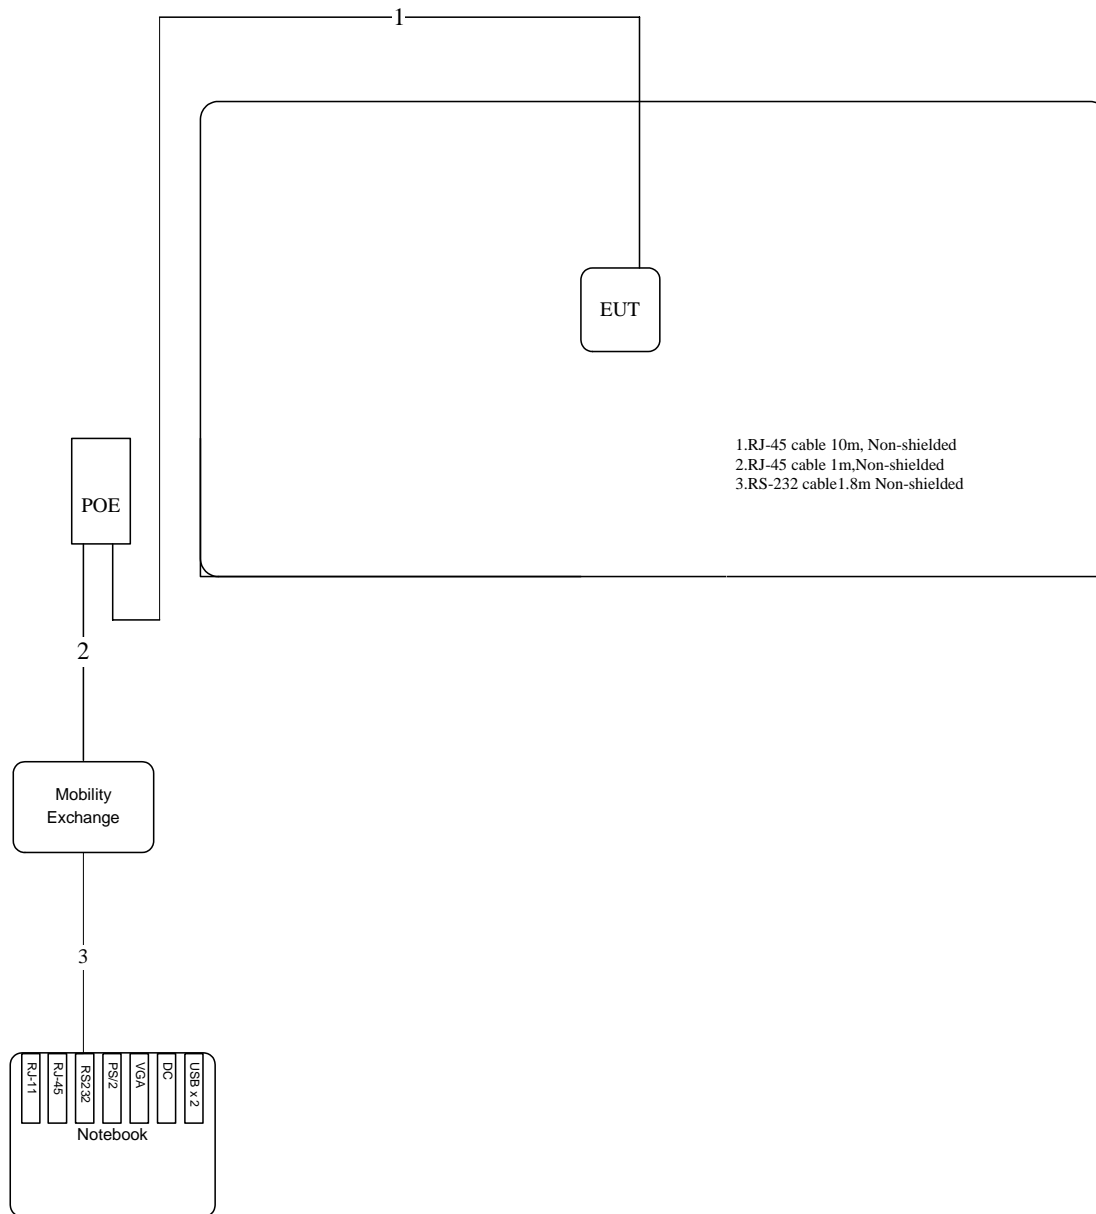 1
EUT
1.RJ-45 cable 10m, Non-shielded
2.RJ-45 cable 1m,Non-shielded
3.RS-232 cable1.8m Non-shielded
POE
2
Mobility
Exchange
3
RJ-11
RJ-45
RS232
PS/2
VGA
DC
USB x 2
Notebook